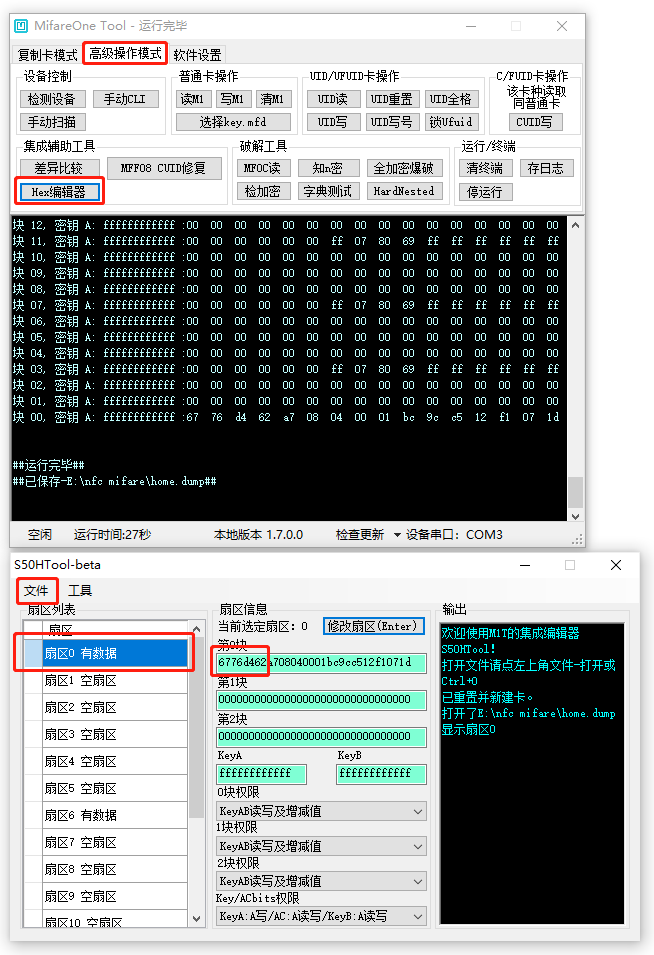 MifareOne Tool - 运行完毕
复制卡模式 高级操作模式 软件设置
设备控制 普通卡操作 UID/UFUID卡操作 C/FUID卡操作
检测设备 手动CLI 读M1 写M1 清M1 UID读 UID重置 UID全格 该卡种读取
同普通卡
手动扫描 选择key.mfd UID写 UID写号 锁Ufuid CUID写
集成辅助工具 破解工具 运行/终端
差异比较 MFF08 CUID修复 MFOC读 知n密 全加密爆破 清终端 存日志
Hex编辑器 检加密 字典测试 HardNested 停运行
块 12, 密钥 A: ffffffffffff :00 00 00 00 00 00 00 00 00 00 00 00 00 00 00 00
块 11, 密钥 A: ffffffffffff :00 00 00 00 00 00 ff 07 80 69 ff ff ff ff ff ff
块 10, 密钥 A: ffffffffffff :00 00 00 00 00 00 00 00 00 00 00 00 00 00 00 00
块 09, 密钥 A: ffffffffffff :00 00 00 00 00 00 00 00 00 00 00 00 00 00 00 00
块 08, 密钥 A: ffffffffffff :00 00 00 00 00 00 00 00 00 00 00 00 00 00 00 00
块 07, 密钥 A: ffffffffffff :00 00 00 00 00 00 ff 07 80 69 ff ff ff ff ff ff
块 06, 密钥 A: ffffffffffff :00 00 00 00 00 00 00 00 00 00 00 00 00 00 00 00
块 05, 密钥 A: ffffffffffff :00 00 00 00 00 00 00 00 00 00 00 00 00 00 00 00
块 04, 密钥 A: ffffffffffff :00 00 00 00 00 00 00 00 00 00 00 00 00 00 00 00
块 03, 密钥 A: ffffffffffff :00 00 00 00 00 00 ff 07 80 69 ff ff ff ff ff ff
块 02, 密钥 A: ffffffffffff :00 00 00 00 00 00 00 00 00 00 00 00 00 00 00 00
块 01, 密钥 A: ffffffffffff :00 00 00 00 00 00 00 00 00 00 00 00 00 00 00 00
块 00, 密钥 A: ffffffffffff :67 76 d4 62 a7 08 04 00 01 bc 9c c5 12 f1 07 1d
##运行完毕##
##已保存-E:\nfc mifare\home.dump##
空闲 运行时间:27秒 本地版本 1.7.0.0 检查更新 设备串口: COM3
S50HTool-beta
文件 工具
扇区列表
扇区
扇区0 有数据
扇区1 空扇区
扇区2 空扇区
扇区3 空扇区
扇区4 空扇区
扇区5 空扇区
扇区6 有数据
扇区7 空扇区
扇区8 空扇区
扇区9 空扇区
扇区10 空扇区
扇区信息
当前选定扇区: 0 修改扇区(Enter)
第0块
6776d462a708040001bc9cc512f1071d
第1块
00000000000000000000000000000000
第2块
00000000000000000000000000000000
KeyA KeyB
ffffffffffff ffffffffffff
0块权限
KeyAB读写及增减值
1块权限
KeyAB读写及增减值
2块权限
KeyAB读写及增减值
Key/ACbits权限
KeyA:A写/AC:A读写/KeyB:A读写
输出
欢迎使用M1T的集成编辑器
S50HTool!
打开文件请点左上角文件-打开或
Ctrl+O
已重置并新建卡。
打开了E:\nfc mifare\home.dump
显示扇区0